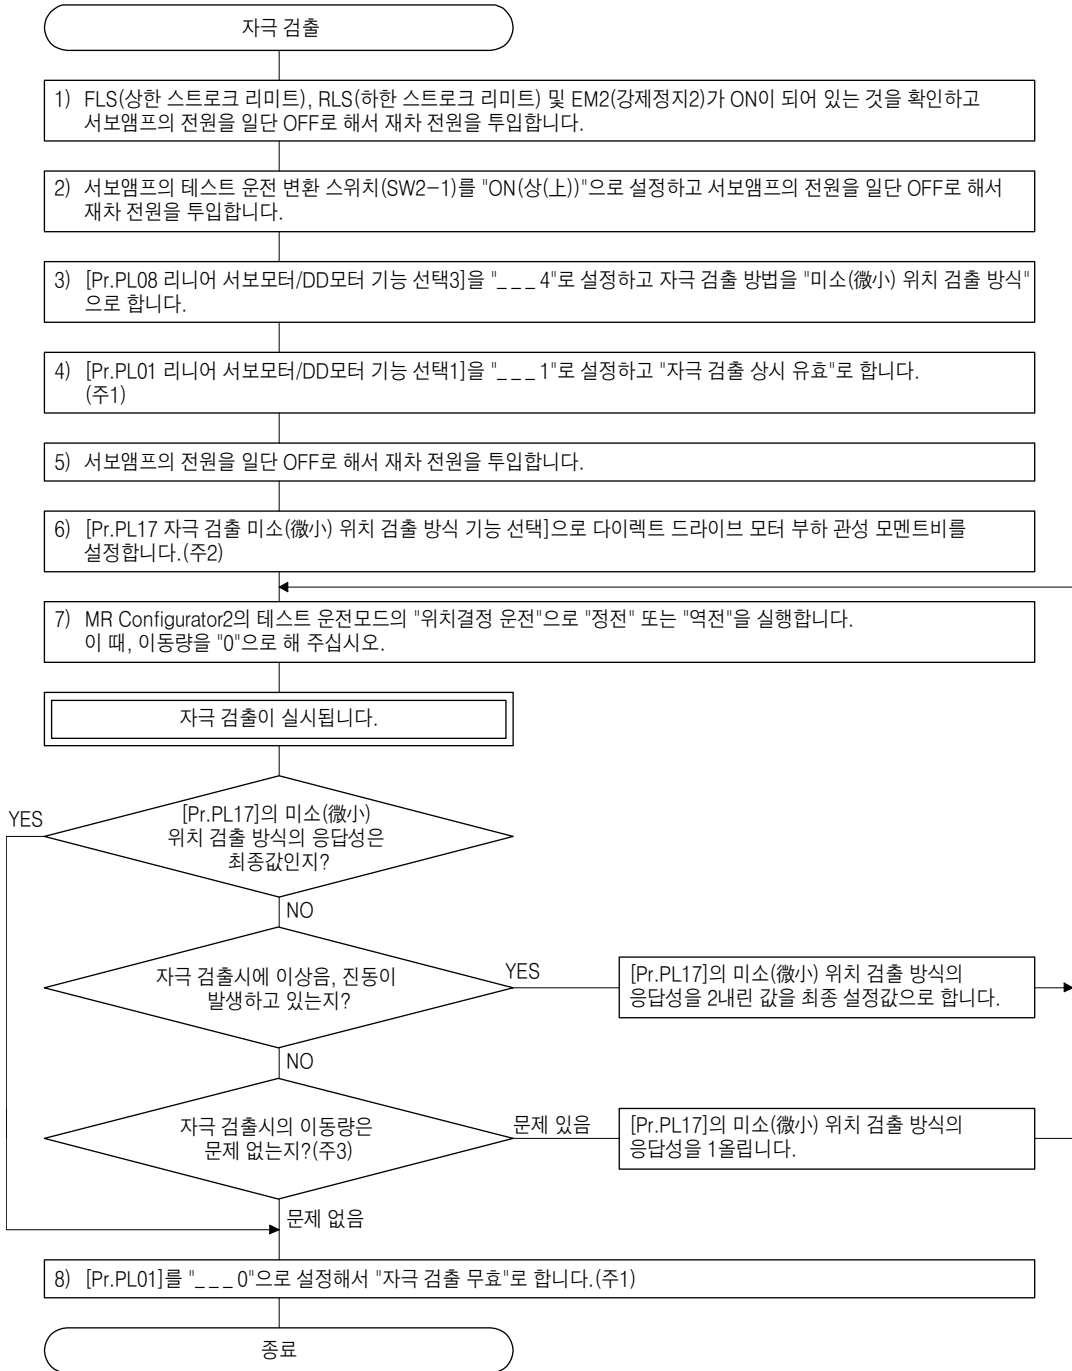 자극 검출
1) FLS(상한 스트로크 리미트), RLS(하한 스트로크 리미트) 및 EM2(강제정지2)가 ON이 되어 있는 것을 확인하고
서보앰프의 전원을 일단 OFF로 해서 재차 전원을 투입합니다.
2) 서보앰프의 테스트 운전 변환 스위치(SW2-1)를 "ON(상(上))"으로 설정하고 서보앰프의 전원을 일단 OFF로 해서
재차 전원을 투입합니다.
3) [Pr.PL08 리니어 서보모터/DD모터 기능 선택3]을 "_ _ _ 4"로 설정하고 자극 검출 방법을 "미소(微小) 위치 검출 방식"
으로 합니다.
4) [Pr.PL01 리니어 서보모터/DD모터 기능 선택1]을 "_ _ _ 1"로 설정하고 "자극 검출 상시 유효"로 합니다.
(주1)
5) 서보앰프의 전원을 일단 OFF로 해서 재차 전원을 투입합니다.
6) [Pr.PL17 자극 검출 미소(微小) 위치 검출 방식 기능 선택]으로 다이렉트 드라이브 모터 부하 관성 모멘트비를
설정합니다.(주2)
7) MR Configurator2의 테스트 운전모드의 "위치결정 운전"으로 "정전" 또는 "역전"을 실행합니다.
이 때, 이동량을 "0"으로 해 주십시오.
자극 검출이 실시됩니다.
YES
[Pr.PL17]의 미소(微小)
위치 검출 방식의 응답성은
최종값인지?
NO
자극 검출시에 이상음, 진동이
발생하고 있는지?
YES
[Pr.PL17]의 미소(微小) 위치 검출 방식의
응답성을 2내린 값을 최종 설정값으로 합니다.
NO
자극 검출시의 이동량은
문제 없는지?(주3)
문제 있음
[Pr.PL17]의 미소(微小) 위치 검출 방식의
응답성을 1올립니다.
문제 없음
8) [Pr.PL01]를 "_ _ _ 0"으로 설정해서 "자극 검출 무효"로 합니다.(주1)
종료